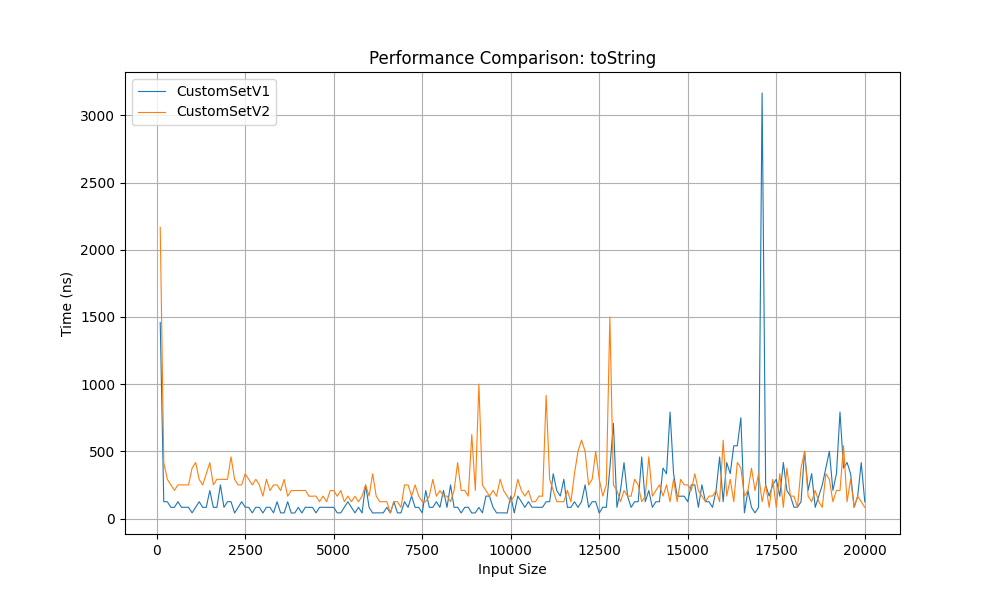 Performance Comparison: toString
CustomSetV1
CustomSetV2
3000
2500
2000
1500
1000
500
0
Time (ns)
0 2500 5000 7500 10000 12500 15000 17500 20000
Input Size